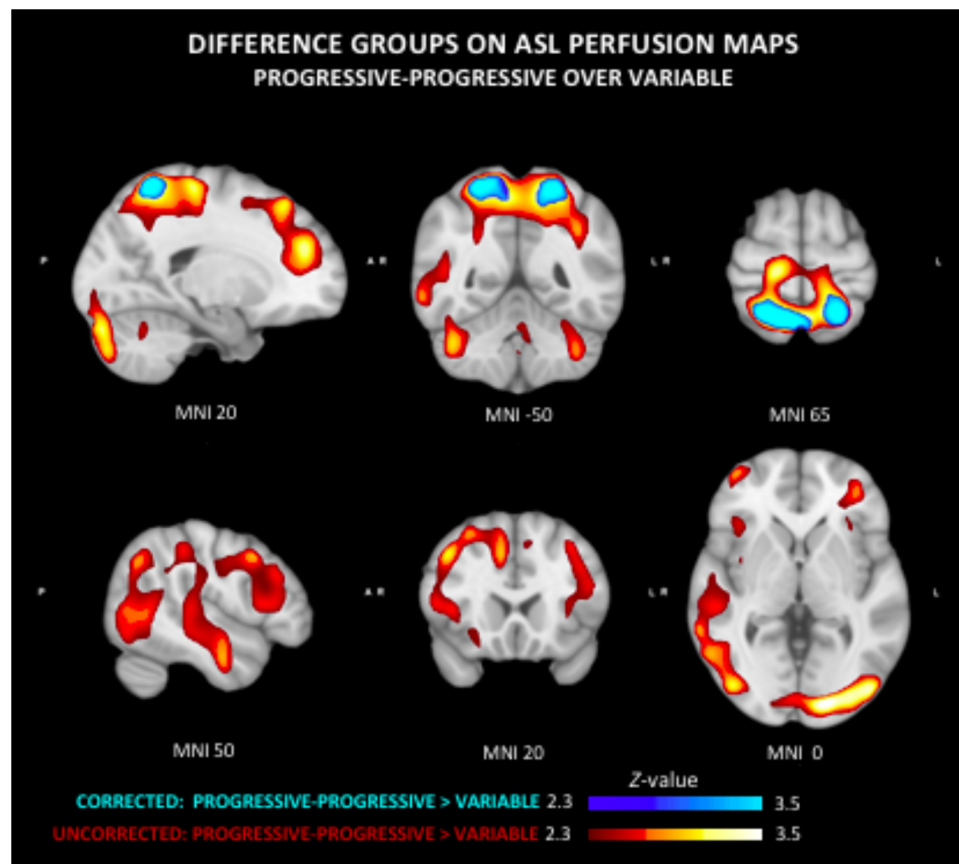 DIFFERENCE GROUPS ON ASL PERFUSION MAPS
PROGRESSIVE-PROGRESSIVE OVER VARIABLE
P A R L R L
MNI 20 MNI -50 MNI 65
P A R L R L
MNI 50 MNI 20 MNI 0
Z-value
CORRECTED: PROGRESSIVE-PROGRESSIVE > VARIABLE 2.3 3.5
UNCORRECTED: PROGRESSIVE-PROGRESSIVE > VARIABLE 2.3 3.5